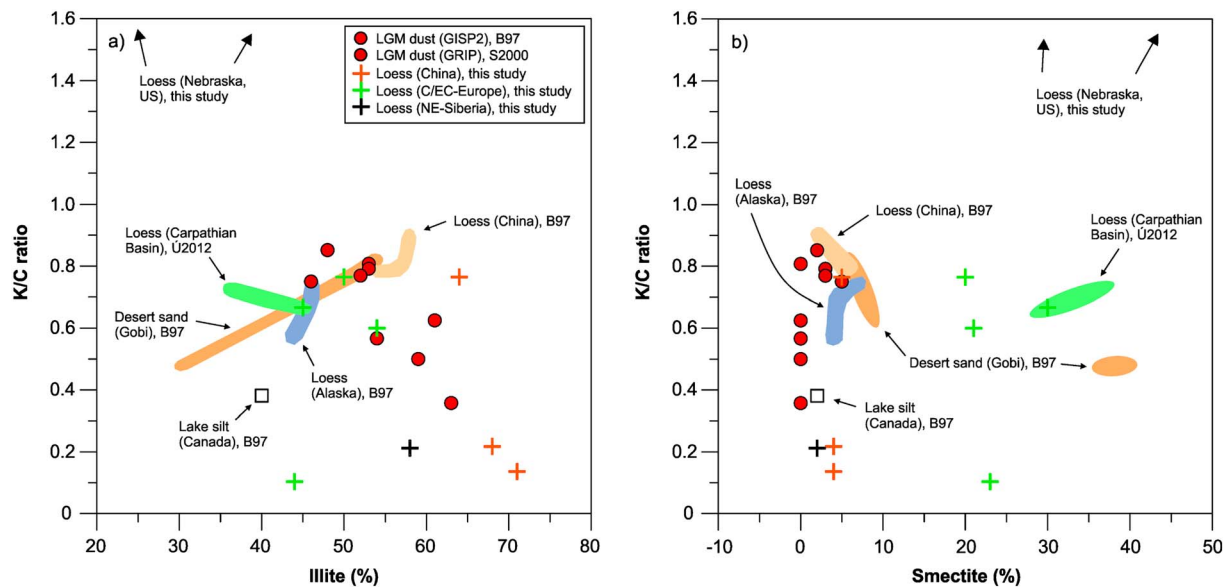 a)
1.6
1.4
1.2
1.0
0.8
0.6
0.4
0.2
0
K/C ratio
20
30
40
50
60
70
80
Illite (%)
Loess (Nebraska,
US), this study
LGM dust (GISP2), B97
LGM dust (GRIP), S2000
Loess (China), this study
Loess (C/EC-Europe), this study
Loess (NE-Siberia), this study
Loess (China), B97
Loess (Carpathian
Basin), Ú2012
Desert sand
(Gobi), B97
Loess
(Alaska), B97
Lake silt
(Canada), B97
b)
1.6
1.4
1.2
1.0
0.8
0.6
0.4
0.2
0
K/C ratio
-10
0
10
20
30
40
50
Smectite (%)
Loess (Nebraska,
US), this study
Loess
(Alaska), B97
Loess (China), B97
Loess (Carpathian
Basin), Ú2012
Desert sand (Gobi), B97
Lake silt
(Canada), B97